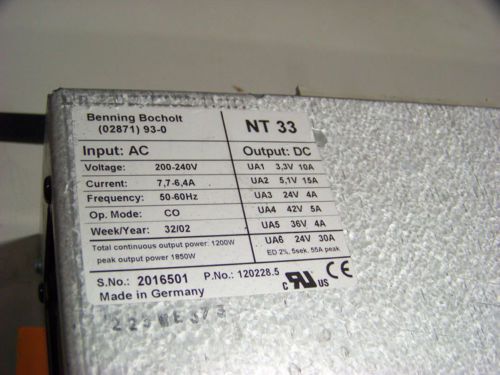 Benning Bocholt
(02871) 93-0
NT 33
Input: AC
Output: DC
Voltage: 200-240V
UA1 3,3V 10A
Current: 7,7-6,4A
UA2 5,1V 15A
Frequency: 50-60Hz
UA3 24V 4A
Op. Mode: CO
UA4 42V 5A
Week/Year: 32/02
UA5 36V 4A
Total continuous output power: 1200W
peak output power 1850W
UA6 24V 30A
ED 2%, 5sek. 55A peak
S.No.: 2016501 P.No.: 120228.5
Made in Germany
C US CE